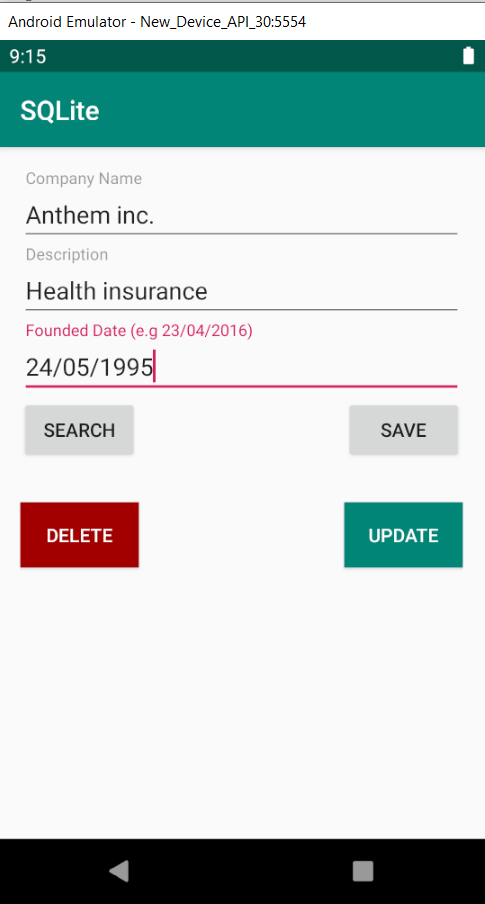 Android Emulator - New_Device_API_30:5554
9:15
SQLite
Company Name
Anthem inc.
Description
Health insurance
Founded Date (e.g 23/04/2016)
24/05/1995
SEARCH SAVE
DELETE UPDATE